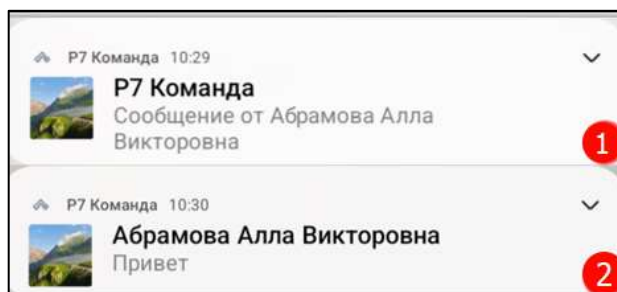 Р7 Команда 10:29
Р7 Команда
Сообщение от Абрамова Алла
Викторовна
1
Р7 Команда 10:30
Абрамова Алла Викторовна
Привет
2